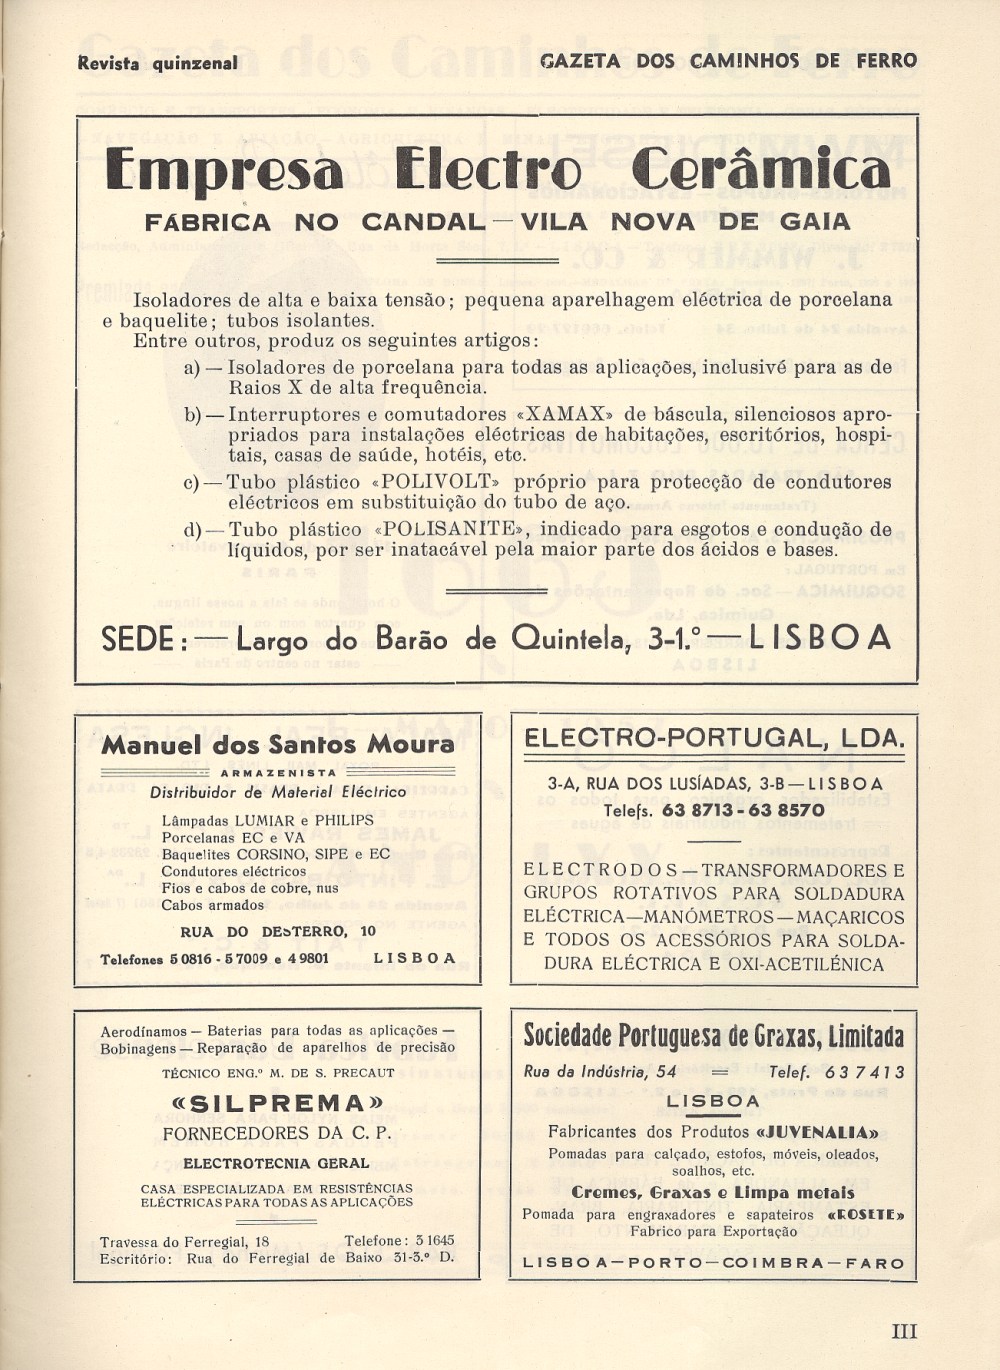 Revista quinzenal
GAZETA DOS CAMINHOS DE FERRO
Empresa Electro Cerâmica
FÁBRICA NO CANDAL — VILA NOVA DE GAIA
Isoladores de alta e baixa tensão; pequena aparelhagem eléctrica de porcelana
e baquelite; tubos isolantes.
Entre outros, produz os seguintes artigos:
a) — Isoladores de porcelana para todas as aplicações, inclusivé para as de
Raios X de alta frequência.
b) — Interruptores e comutadores «XAMAX» de báscula, silenciosos apro-
priados para instalações eléctricas de habitações, escritórios, hospi-
tais, casas de saúde, hotéis, etc.
c) — Tubo plástico «POLIVOLT» próprio para protecção de condutores
eléctricos em substituição do tubo de aço.
d) — Tubo plástico «POLISANITE», indicado para esgotos e condução de
líquidos, por ser inatacável pela maior parte dos ácidos e bases.
SEDE: — Largo do Barão de Quintela, 3-1.º — LISBOA
Manuel dos Santos Moura
ARMAZENISTA
Distribuidor de Material Eléctrico
Lâmpadas LUMIAR e PHILIPS
Porcelanas EC e VA
Baquelites CORSINO, SIPE e EC
Condutores eléctricos
Fios e cabos de cobre, nus
Cabos armados
RUA DO DESTERRO, 10
Telefones 50816 - 57009 e 49801 LISBOA
ELECTRO-PORTUGAL, LDA.
3-A, RUA DOS LUSÍADAS, 3-B — LISBOA
Telefs. 63 8713 - 63 8570
ELECTRODOS — TRANSFORMADORES E
GRUPOS ROTATIVOS PARA SOLDADURA
ELÉCTRICA — MANÓMETROS — MAÇARICOS
E TODOS OS ACESSÓRIOS PARA SOLDA-
DURA ELÉCTRICA E OXI-ACETILÉNICA
Aerodínamos — Baterias para todas as aplicações —
Bobinagens — Reparação de aparelhos de precisão
TÉCNICO ENG.º M. DE S. PRECAUT
«SILPREMA»
FORNECEDORES DA C. P.
ELECTROTECNIA GERAL
CASA ESPECIALIZADA EM RESISTÊNCIAS
ELÉCTRICAS PARA TODAS AS APLICAÇÕES
Travessa do Ferregial, 18 Telefone: 31645
Escritório: Rua do Ferregial de Baixo 31-3.º D.
Sociedade Portuguesa de Graxas, Limitada
Rua da Indústria, 54 = Telef. 637413
LISBOA
Fabricantes dos Produtos «JUVENALIA»
Pomadas para calçado, estofos, móveis, oleados,
soalhos, etc.
Cremes, Graxas e Limpa metais
Pomada para engraxadores e sapateiros «ROSETE»
Fabrico para Exportação
LISBOA — PORTO — COIMBRA — FARO
III